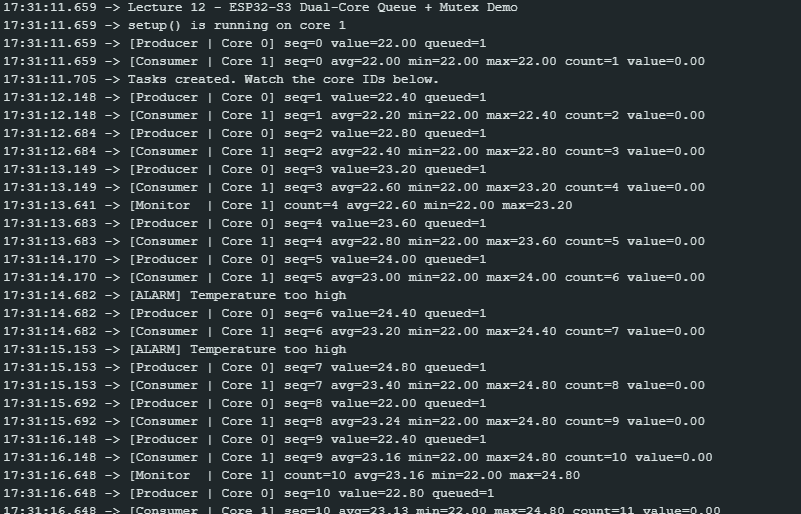 17:31:11.659 -> Lecture 12 - ESP32-S3 Dual-Core Queue + Mutex Demo
17:31:11.659 -> setup() is running on core 1
17:31:11.659 -> [Producer | Core 0] seq=0 value=22.00 queued=1
17:31:11.659 -> [Consumer | Core 1] seq=0 avg=22.00 min=22.00 max=22.00 count=1 value=0.00
17:31:11.705 -> Tasks created. Watch the core IDs below.
17:31:12.148 -> [Producer | Core 0] seq=1 value=22.40 queued=1
17:31:12.148 -> [Consumer | Core 1] seq=1 avg=22.20 min=22.00 max=22.40 count=2 value=0.00
17:31:12.684 -> [Producer | Core 0] seq=2 value=22.80 queued=1
17:31:12.684 -> [Consumer | Core 1] seq=2 avg=22.40 min=22.00 max=22.80 count=3 value=0.00
17:31:13.149 -> [Producer | Core 0] seq=3 value=23.20 queued=1
17:31:13.149 -> [Consumer | Core 1] seq=3 avg=22.60 min=22.00 max=23.20 count=4 value=0.00
17:31:13.641 -> [Monitor  | Core 1] count=4 avg=22.60 min=22.00 max=23.20
17:31:13.683 -> [Producer | Core 0] seq=4 value=23.60 queued=1
17:31:13.683 -> [Consumer | Core 1] seq=4 avg=22.80 min=22.00 max=23.60 count=5 value=0.00
17:31:14.170 -> [Producer | Core 0] seq=5 value=24.00 queued=1
17:31:14.170 -> [Consumer | Core 1] seq=5 avg=23.00 min=22.00 max=24.00 count=6 value=0.00
17:31:14.682 -> [ALARM] Temperature too high
17:31:14.682 -> [Producer | Core 0] seq=6 value=24.40 queued=1
17:31:14.682 -> [Consumer | Core 1] seq=6 avg=23.20 min=22.00 max=24.40 count=7 value=0.00
17:31:15.153 -> [ALARM] Temperature too high
17:31:15.153 -> [Producer | Core 0] seq=7 value=24.80 queued=1
17:31:15.153 -> [Consumer | Core 1] seq=7 avg=23.40 min=22.00 max=24.80 count=8 value=0.00
17:31:15.692 -> [Producer | Core 0] seq=8 value=22.00 queued=1
17:31:15.692 -> [Consumer | Core 1] seq=8 avg=23.24 min=22.00 max=24.80 count=9 value=0.00
17:31:16.148 -> [Producer | Core 0] seq=9 value=22.40 queued=1
17:31:16.148 -> [Consumer | Core 1] seq=9 avg=23.16 min=22.00 max=24.80 count=10 value=0.00
17:31:16.648 -> [Monitor  | Core 1] count=10 avg=23.16 min=22.00 max=24.80
17:31:16.648 -> [Producer | Core 0] seq=10 value=22.80 queued=1
17:31:16.648 -> [Consumer | Core 1] seq=10 avg=23.13 min=22.00 max=24.80 count=11 value=0.00